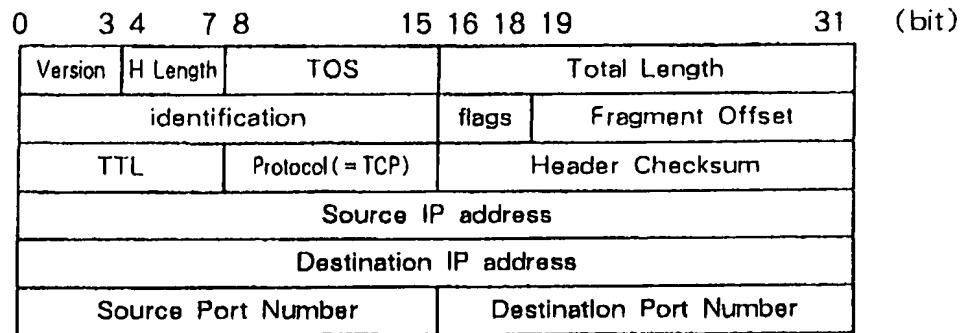 0 3 4 7 8 15 16 18 19 31 (bit)
Version H Length TOS Total Length
identification flags Fragment Offset
TTL Protocol(=TCP) Header Checksum
Source IP address
Destination IP address
Source Port Number Destination Port Number